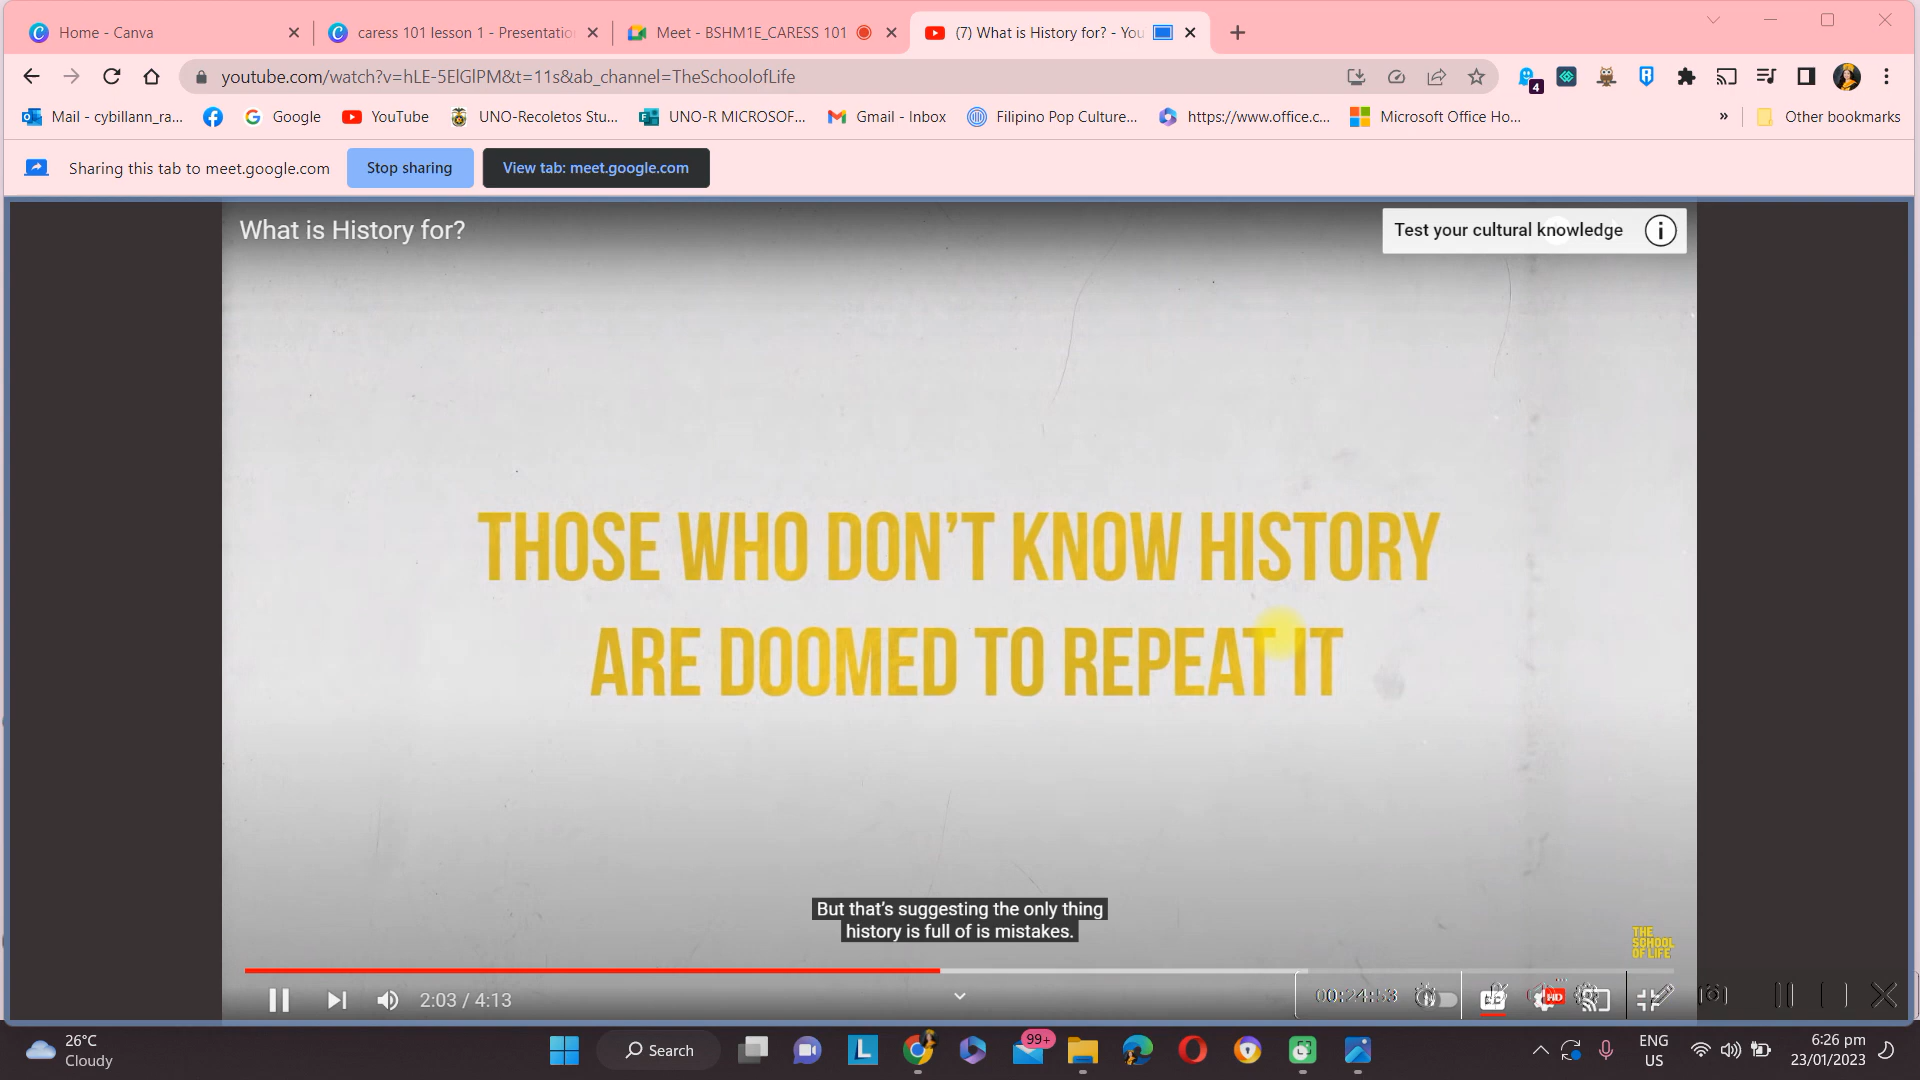 Home - Canva
caress 101 lesson 1 - Presentatio
Meet - BSHM1E_CARESS 101
(7) What is History for? - You
youtube.com/watch?v=hLE-5ElGlPM&t=11s&ab_channel=TheSchoolofLife
4
Mail - cybillann_ra...
Google
YouTube
UNO-Recoletos Stu...
UNO-R MICROSOF...
Gmail - Inbox
Filipino Pop Culture...
https://www.office.c...
Microsoft Office Ho...
»
Other bookmarks
Sharing this tab to meet.google.com
Stop sharing
View tab: meet.google.com
What is History for?
Test your cultural knowledge
THOSE WHO DON'T KNOW HISTORY
ARE DOOMED TO REPEAT IT
But that's suggesting the only thing
history is full of is mistakes.
THE
SCHOOL
OF LIFE
2:03 / 4:13
00:24:53
HD
26°C
Cloudy
Search
99+
ENG
US
6:26 pm
23/01/2023